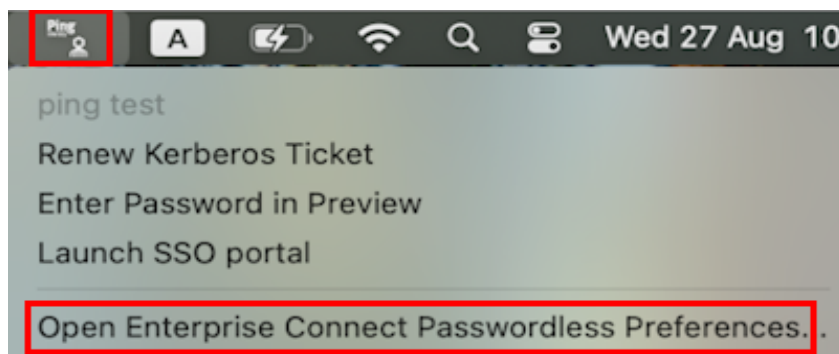 Ping A Wed 27 Aug 10
ping test
Renew Kerberos Ticket
Enter Password in Preview
Launch SSO portal
Open Enterprise Connect Passwordless Preferences...